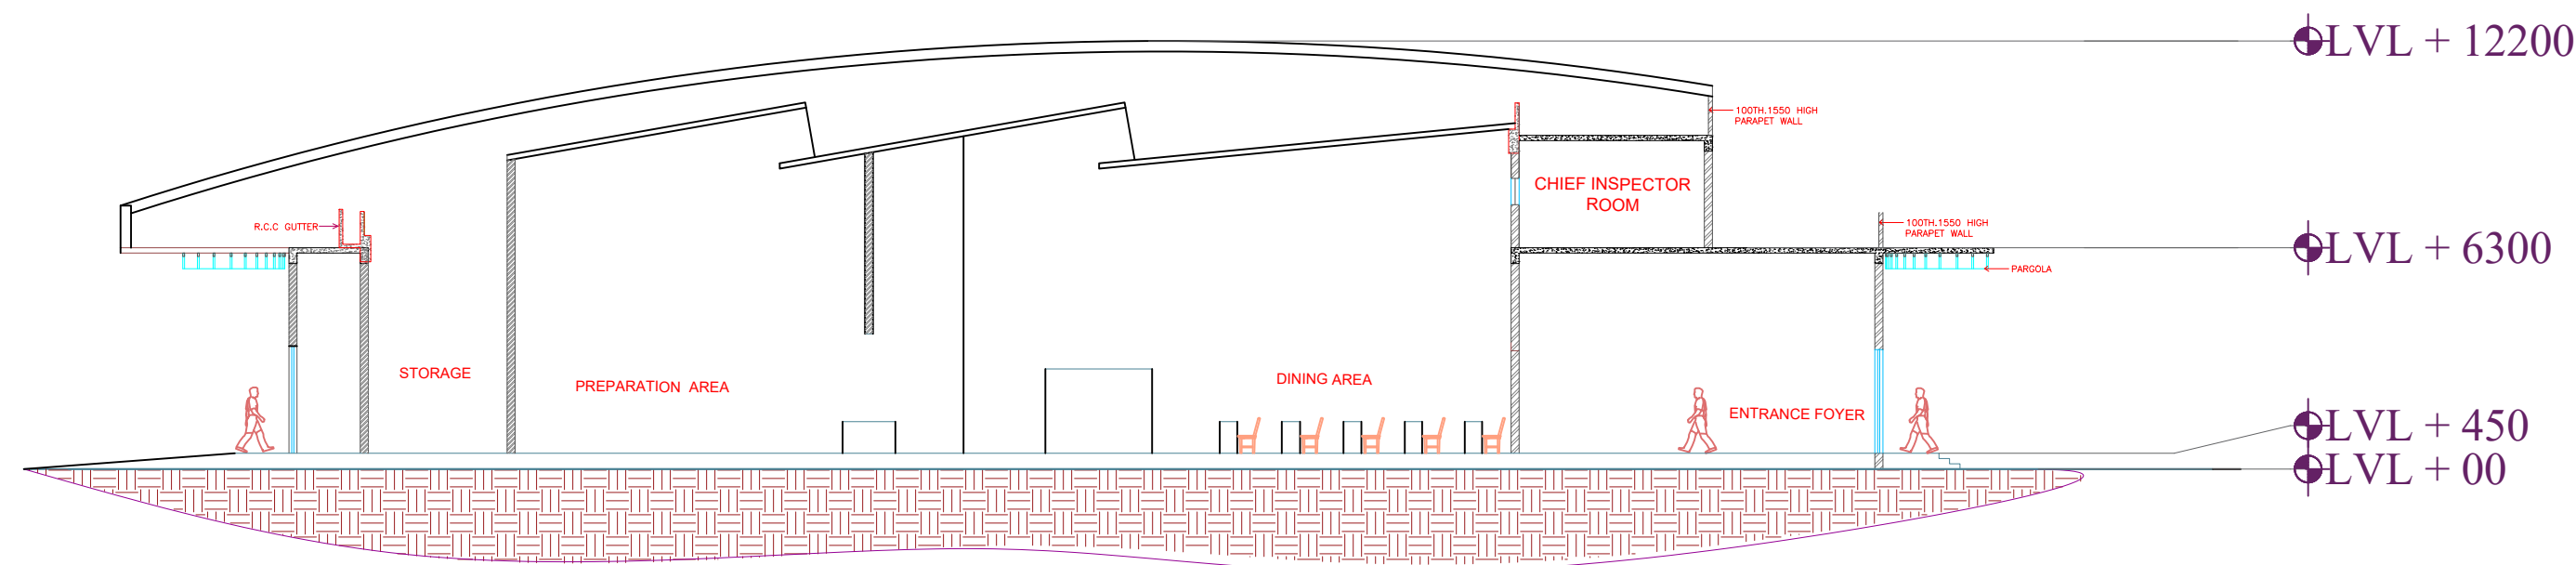 LVL + 12200
100TH.1550 HIGH
PARAPET WALL
CHIEF INSPECTOR
ROOM
R.C.C GUTTER
100TH.1550 HIGH
PARAPET WALL
LVL + 6300
PARGOLA
STORAGE
PREPARATION AREA
DINING AREA
ENTRANCE FOYER
LVL + 450
LVL + 00